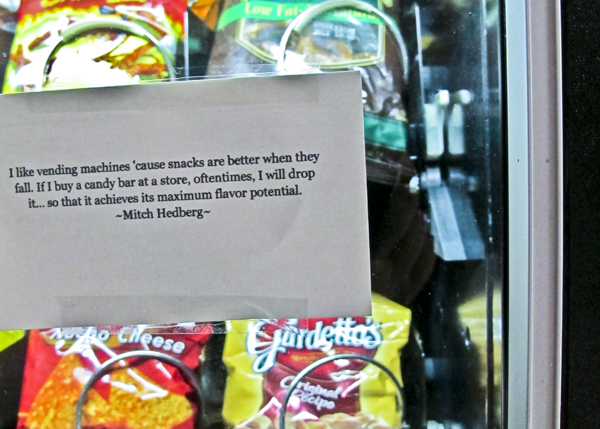 Low Fat
I like vending machines 'cause snacks are better when they
fall. If I buy a candy bar at a store, oftentimes, I will drop
it... so that it achieves its maximum flavor potential.
~Mitch Hedberg~
Nacho Cheese
Gardetto's
Original
Recipe